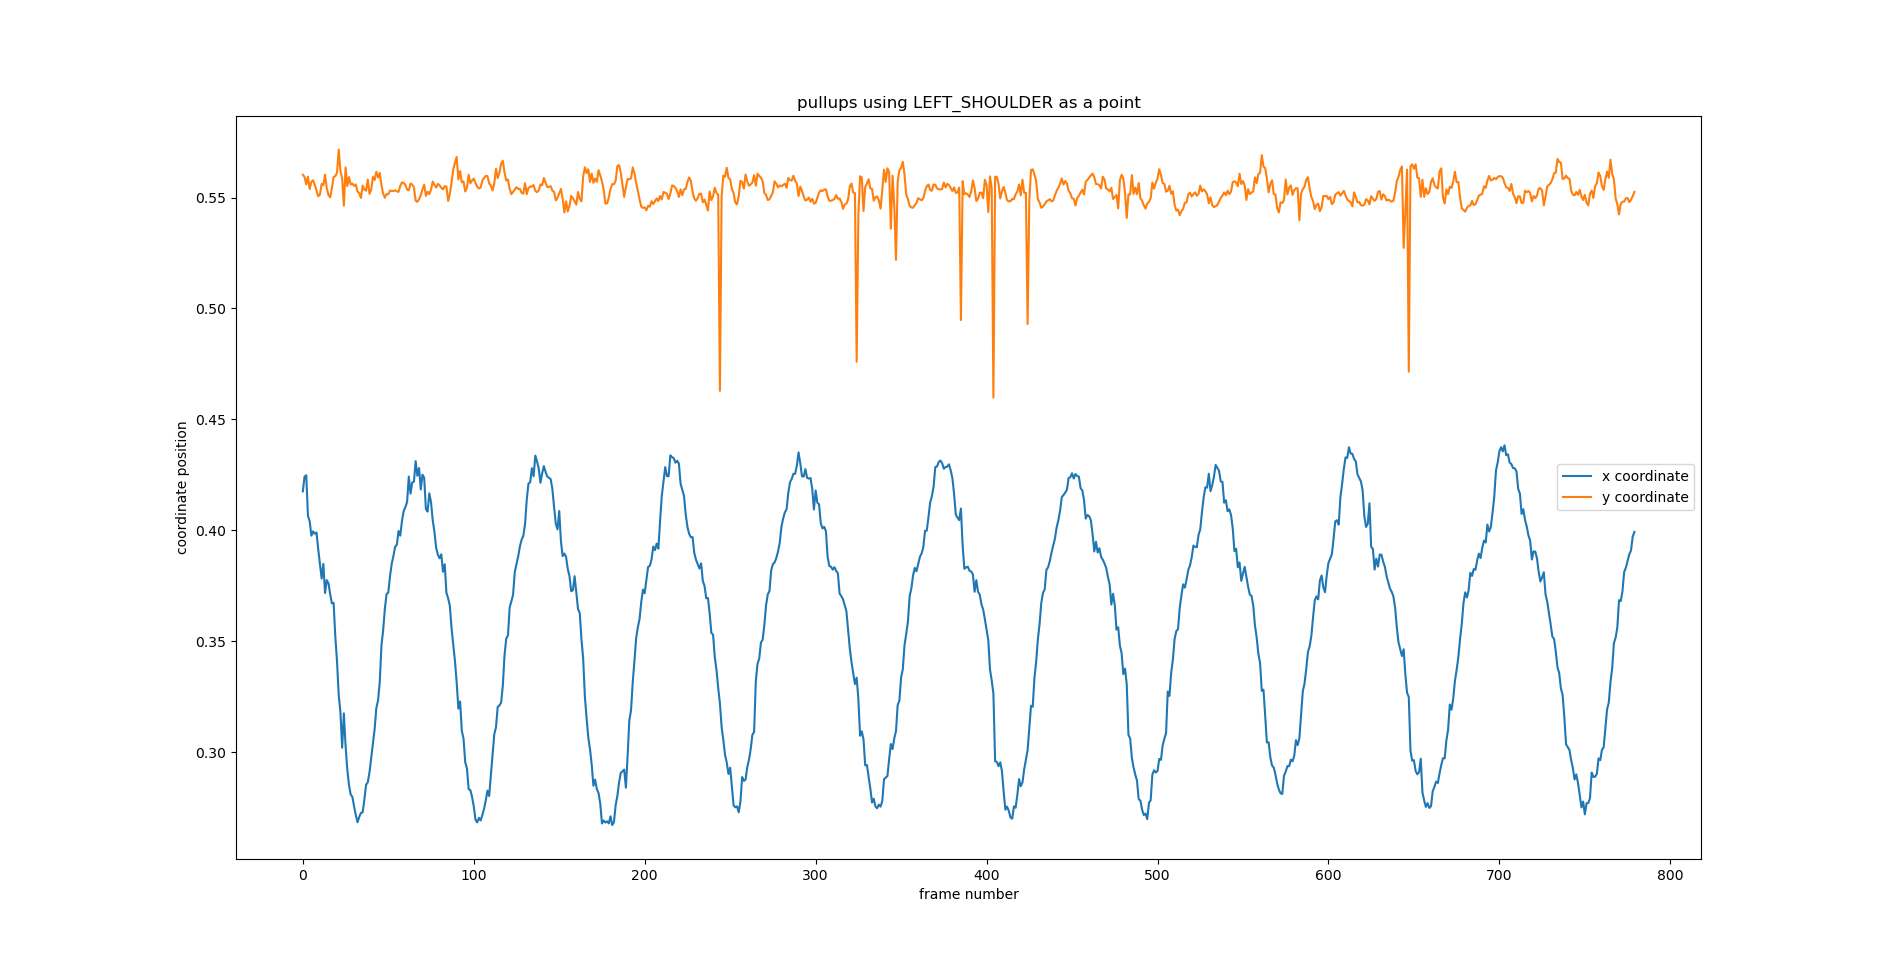 pullups using LEFT_SHOULDER as a point
coordinate position
0.55
0.50
0.45
0.40
0.35
0.30
x coordinate
y coordinate
0 100 200 300 400 500 600 700 800
frame number